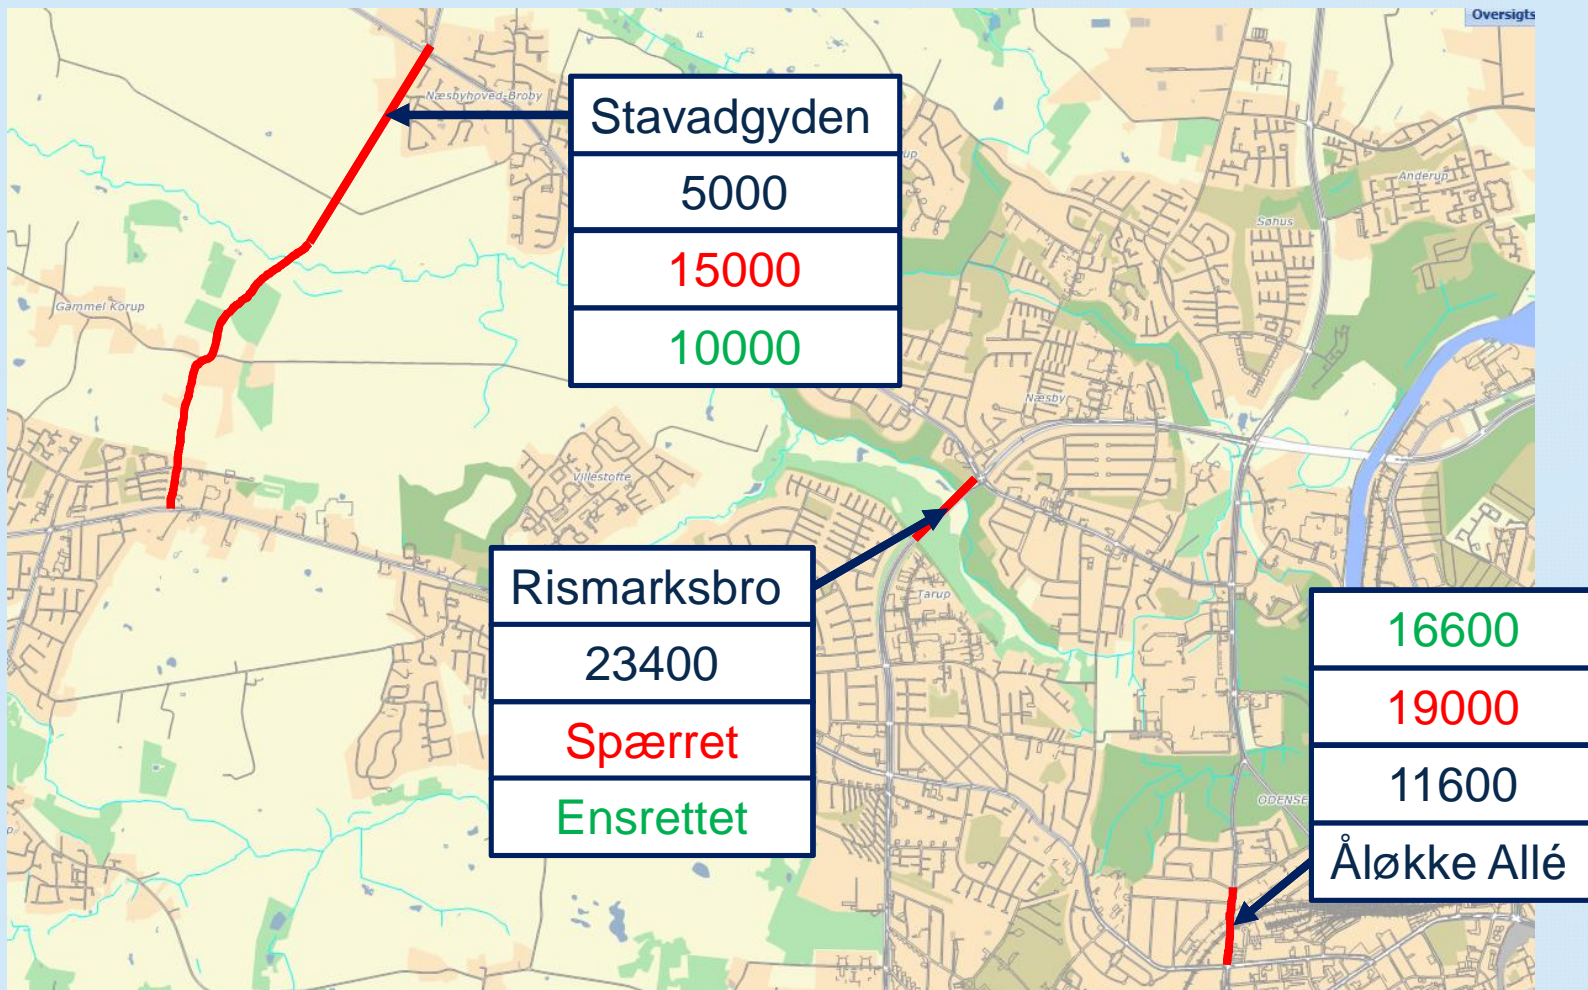 Oversigts
Næsbyhoved-Broby
Stavadgyden
5000
15000
10000
Anderup
Søhus
Gammel Korup
Næsby
Villestofte
Rismarksbro
23400
Spærret
Ensrettet
Tarup
16600
19000
11600
Åløkke Allé
ODENSE